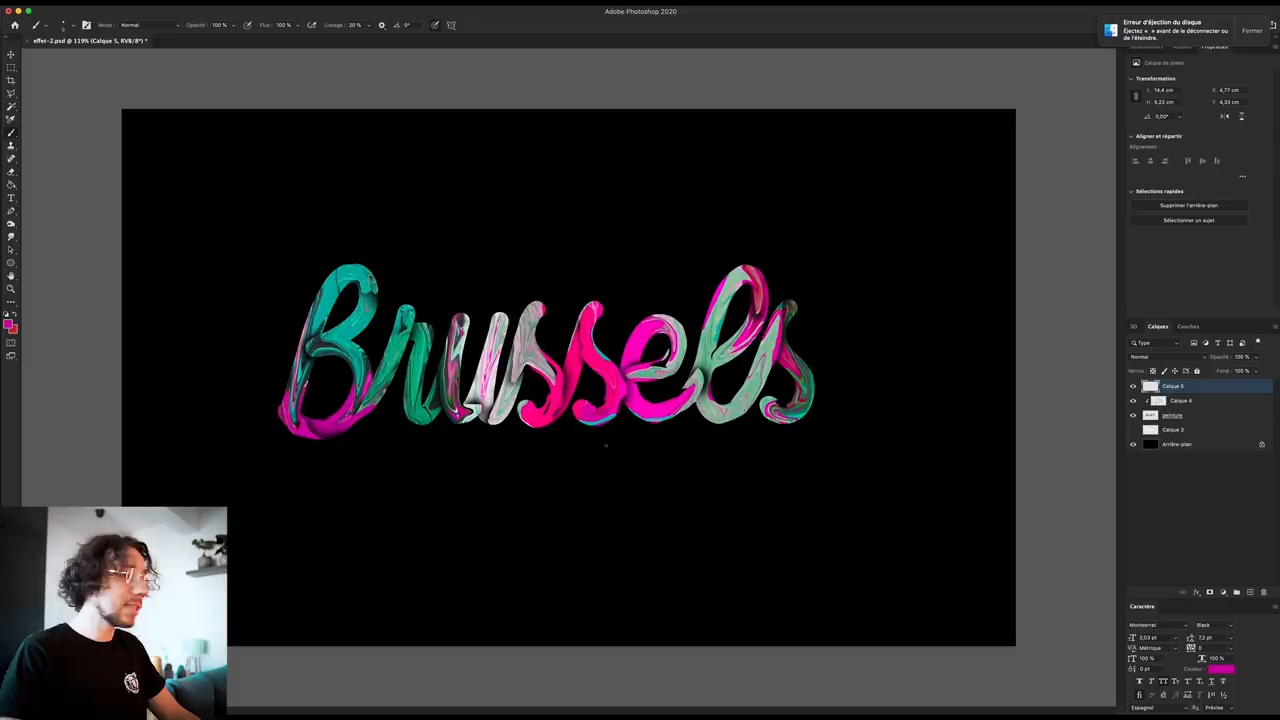 Adobe Photoshop 2020
Mode : Normal Opacité : 100 % Flux : 100 % Lissage : 20 % 0°
effet-2.psd @ 119% (Calque 5, RVB/8*) *
Erreur d'éjection du disque
Éjectez « » avant de le déconnecter ou
de l'éteindre.
Fermer
Propriétés
Calque de pixels
Transformation
L 14,4 cm X 4,77 cm
H 5,22 cm Y 4,33 cm
0,00°
Aligner et répartir
Alignement :
Sélections rapides
Supprimer l'arrière-plan
Sélectionner un sujet
Brussels
3D Calques Couches
Type
Normal Opacité : 100 %
Verrou : Fond : 100 %
Calque 5
Calque 4
peinture
Calque 3
Arrière-plan
fx
Caractère
Montserrat Black
2,03 pt 7,2 pt
Métrique 0
100 % 100 %
0 pt Couleur :
Espagnol Précise